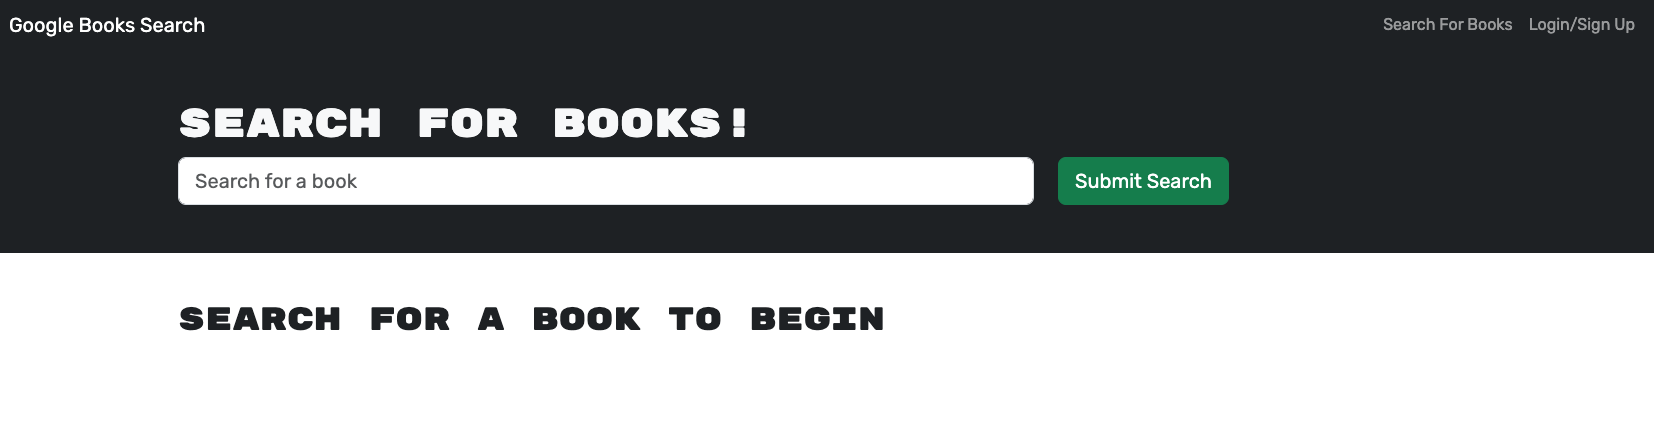 Google Books Search
Search For Books
Login/Sign Up
SEARCH FOR BOOKS!
Search for a book
Submit Search
SEARCH FOR A BOOK TO BEGIN